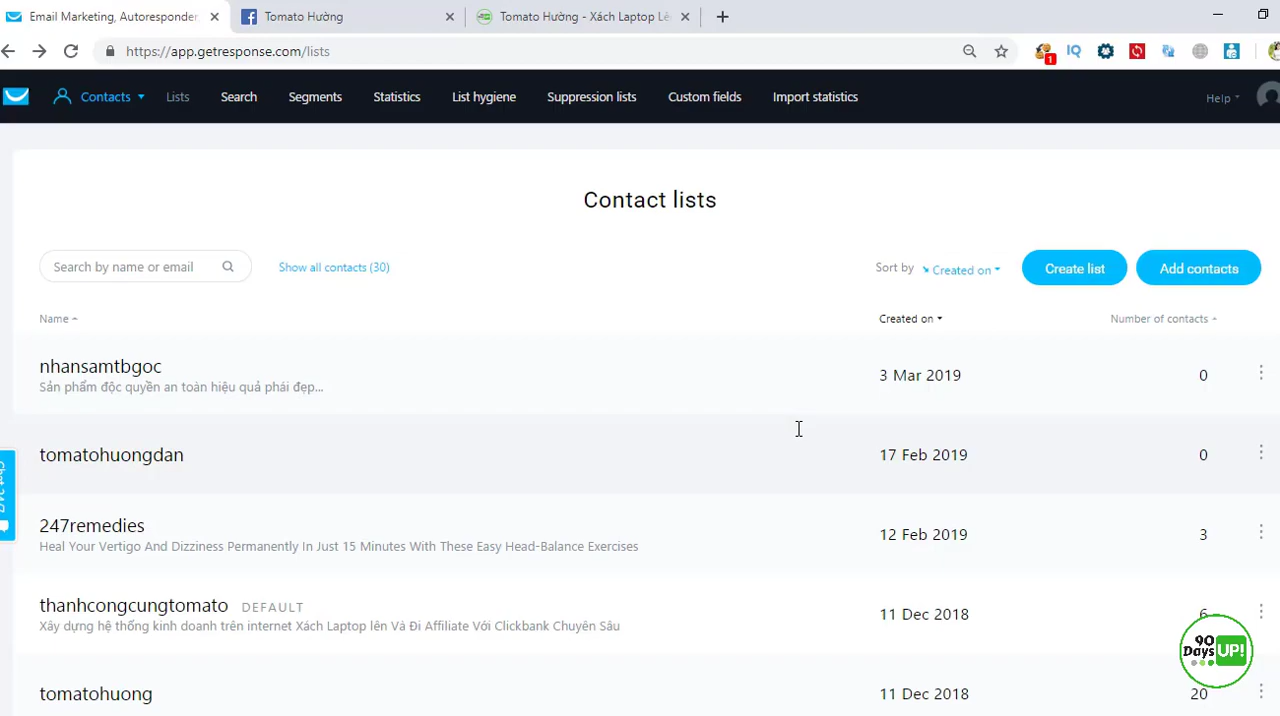 Email Marketing, Autoresponder
Tomato Hường
Tomato Hường - Xách Laptop Lê
https://app.getresponse.com/lists
1
IQ
Contacts
Lists
Search
Segments
Statistics
List hygiene
Suppression lists
Custom fields
Import statistics
Help
Contact lists
Search by name or email
Show all contacts (30)
Sort by
Created on
Create list
Add contacts
Name
Created on
Number of contacts
nhansamtbgoc
3 Mar 2019
0
Sản phẩm độc quyền an toàn hiệu quả phái đẹp...
tomatohuongdan
17 Feb 2019
0
247remedies
12 Feb 2019
3
Heal Your Vertigo And Dizziness Permanently In Just 15 Minutes With These Easy Head-Balance Exercises
thanhcongcungtomato DEFAULT
11 Dec 2018
6
Xây dựng hệ thống kinh doanh trên internet Xách Laptop lên Và Đi Affiliate Với Clickbank Chuyên Sâu
90
Days UP!
tomatohuong
11 Dec 2018
20